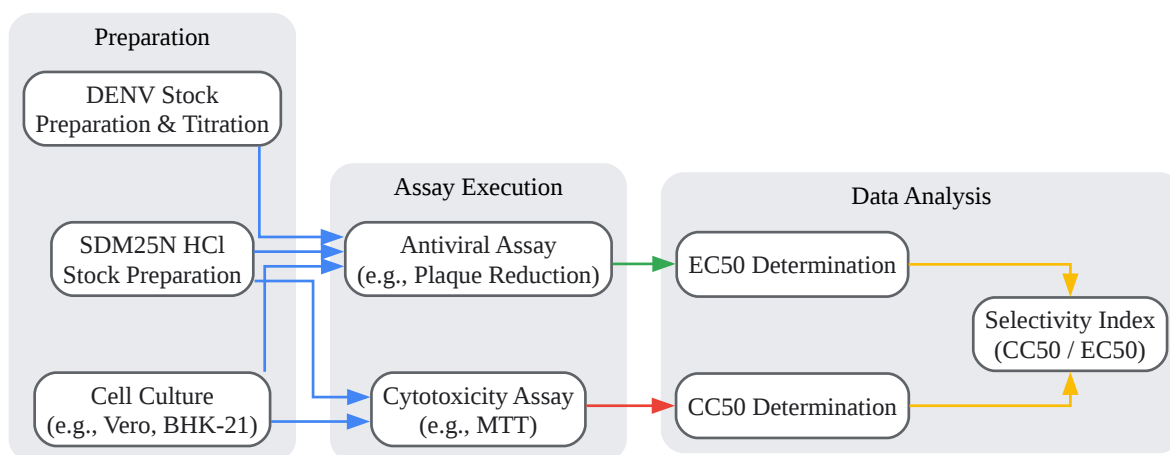 Preparation
DENV Stock
Preparation & Titration
SDM25N HCl
Stock Preparation
Cell Culture
(e.g., Vero, BHK-21)
Assay Execution
Antiviral Assay
(e.g., Plaque Reduction)
Cytotoxicity Assay
(e.g., MTT)
Data Analysis
EC50 Determination
CC50 Determination
Selectivity Index
(CC50 / EC50)